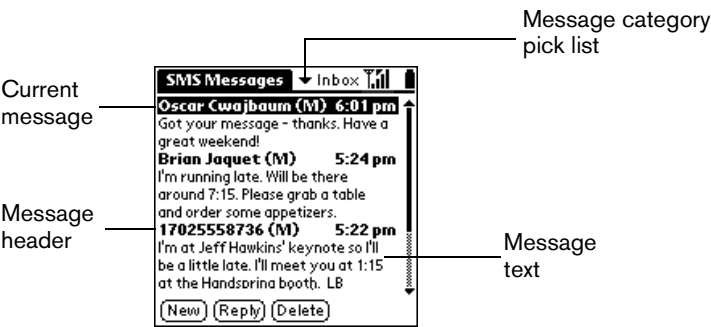 Message category
pick list
SMS Messages Inbox
Current
message
Oscar Cwajbaum (M) 6:01 pm
Got your message - thanks. Have a
great weekend!
Brian Jaquet (M) 5:24 pm
I'm running late. Will be there
around 7:15. Please grab a table
and order some appetizers.
Message
header
17025558736 (M) 5:22 pm
I'm at Jeff Hawkins' keynote so I'll
be a little late. I'll meet you at 1:15
at the Handspring booth. LB
Message
text
New Reply Delete